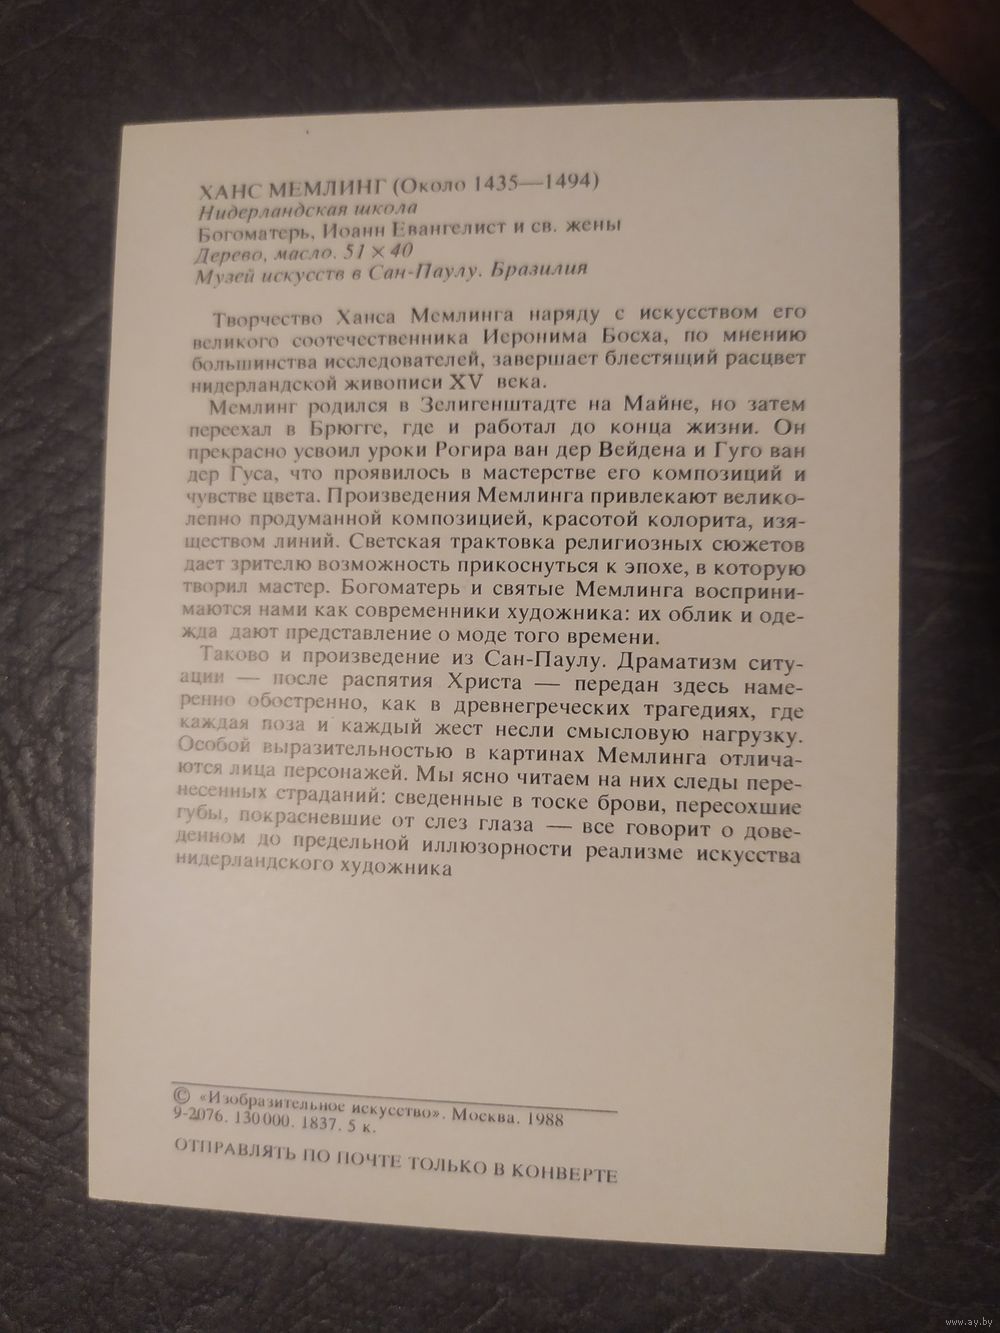 ХАНС МЕМЛИНГ (Около 1435—1494)
Нидерландская школа
Богоматерь, Иоанн Евангелист и св. жены
Дерево, масло. 51 × 40
Музей искусств в Сан-Паулу. Бразилия
Творчество Ханса Мемлинга наряду с искусством его
великого соотечественника Иеронима Босха, по мнению
большинства исследователей, завершает блестящий расцвет
нидерландской живописи XV века.
Мемлинг родился в Зелигенштадте на Майне, но затем
переехал в Брюгге, где и работал до конца жизни. Он
прекрасно усвоил уроки Рогира ван дер Вейдена и Гуго ван
дер Гуса, что проявилось в мастерстве его композиций и
чувстве цвета. Произведения Мемлинга привлекают велико-
лепно продуманной композицией, красотой колорита, изя-
ществом линий. Светская трактовка религиозных сюжетов
дает зрителю возможность прикоснуться к эпохе, в которую
творил мастер. Богоматерь и святые Мемлинга восприни-
маются нами как современники художника: их облик и оде-
жда дают представление о моде того времени.
Таково и произведение из Сан-Паулу. Драматизм ситу-
ации — после распятия Христа — передан здесь наме-
ренно обостренно, как в древнегреческих трагедиях, где
каждая поза и каждый жест несли смысловую нагрузку.
Особой выразительностью в картинах Мемлинга отлича-
ются лица персонажей. Мы ясно читаем на них следы пере-
несенных страданий: сведенные в тоске брови, пересохшие
губы, покрасневшие от слез глаза — все говорит о дове-
денном до предельной иллюзорности реализме искусства
нидерландского художника
© «Изобразительное искусство». Москва. 1988
9-2076. 130 000. 1837. 5 к.
ОТПРАВЛЯТЬ ПО ПОЧТЕ ТОЛЬКО В КОНВЕРТЕ
www.ay.by